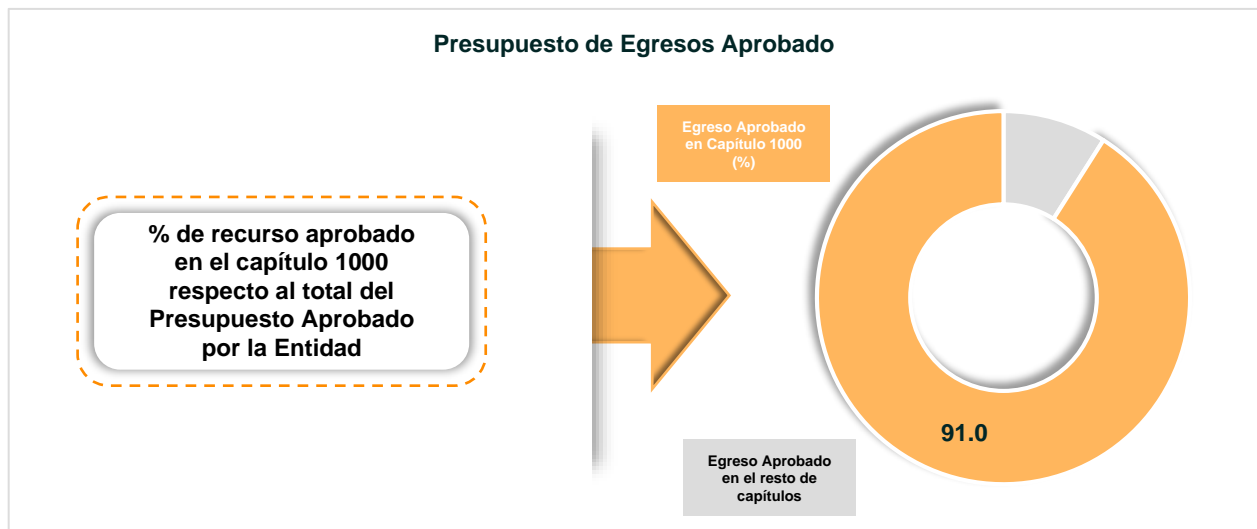 Presupuesto de Egresos Aprobado
% de recurso aprobado
en el capítulo 1000
respecto al total del
Presupuesto Aprobado
por la Entidad
Egreso Aprobado
en Capítulo 1000
(%)
91.0
Egreso Aprobado
en el resto de
capítulos